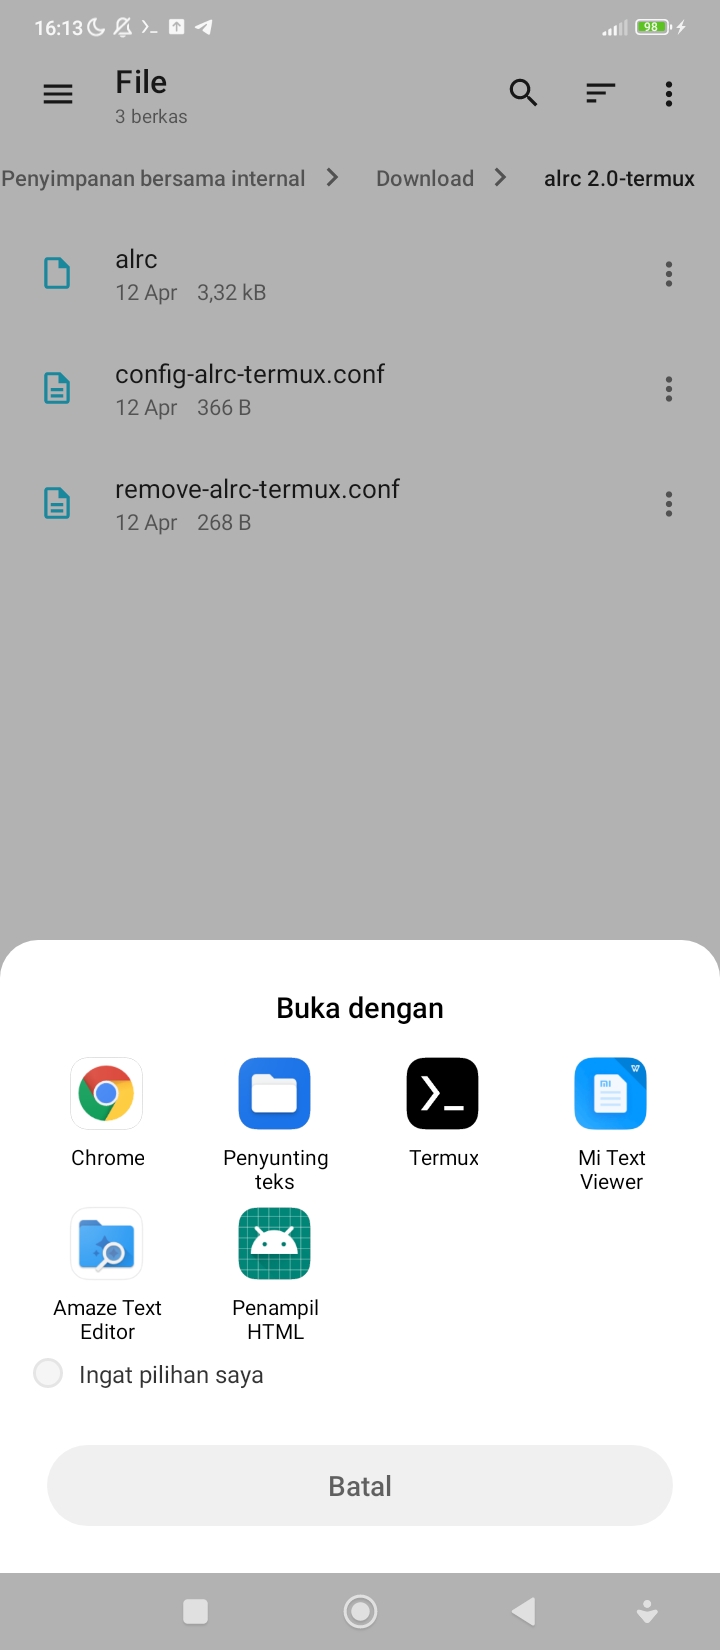 16:13
98
File
3 berkas
Penyimpanan bersama internal
Download
alrc 2.0-termux
alrc
12 Apr 3,32 kB
config-alrc-termux.conf
12 Apr 366 B
remove-alrc-termux.conf
12 Apr 268 B
Buka dengan
Chrome
Penyunting
teks
Termux
Mi Text
Viewer
Amaze Text
Editor
Penampil
HTML
Ingat pilihan saya
Batal